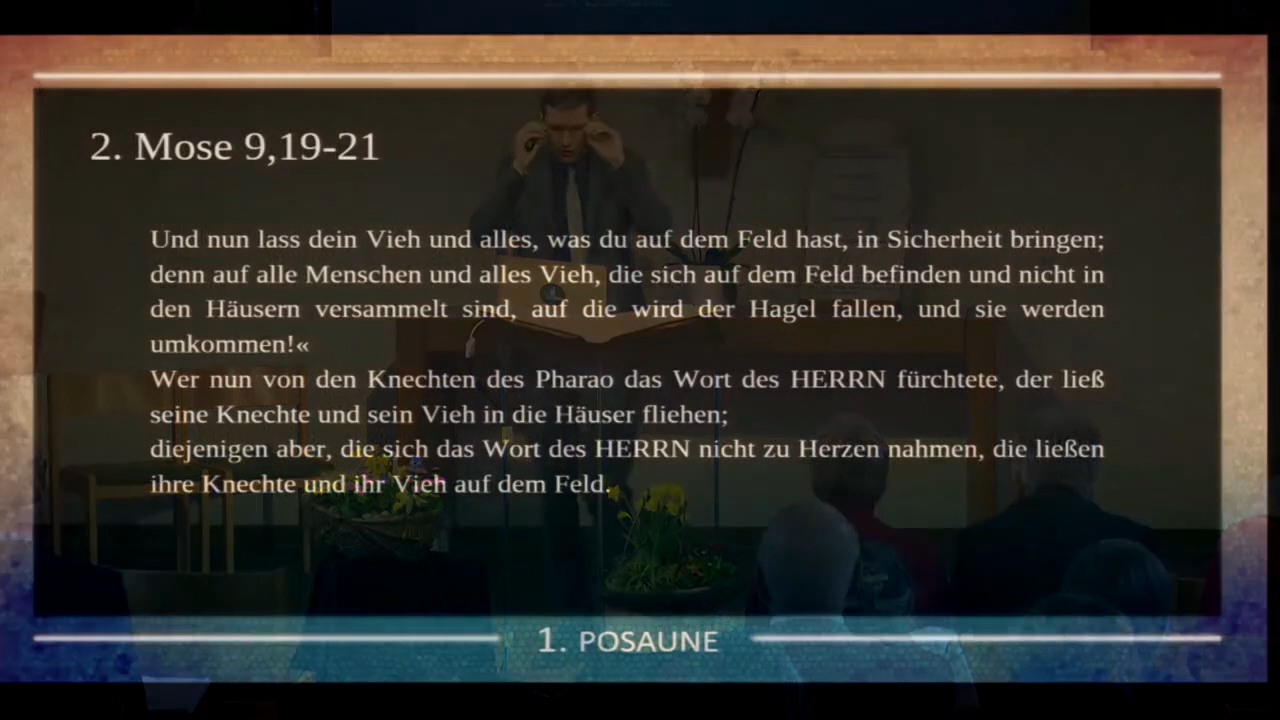 2. Mose 9,19-21
Und nun lass dein Vieh und alles, was du auf dem Feld hast, in Sicherheit bringen;
denn auf alle Menschen und alles Vieh, die sich auf dem Feld befinden und nicht in
den Häusern versammelt sind, auf die wird der Hagel fallen, und sie werden
umkommen!«
Wer nun von den Knechten des Pharao das Wort des HERRN fürchtete, der ließ
seine Knechte und sein Vieh in die Häuser fliehen;
diejenigen aber, die sich das Wort des HERRN nicht zu Herzen nahmen, die ließen
ihre Knechte und ihr Vieh auf dem Feld.
1. POSAUNE